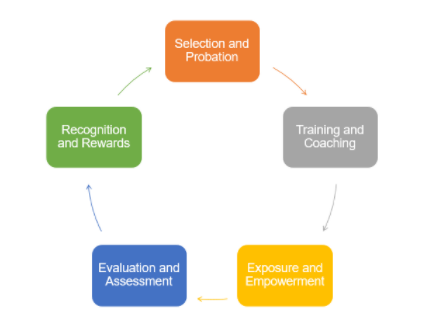 Selection and
Probation
Training and
Coaching
Exposure and
Empowerment
Evaluation and
Assessment
Recognition
and Rewards